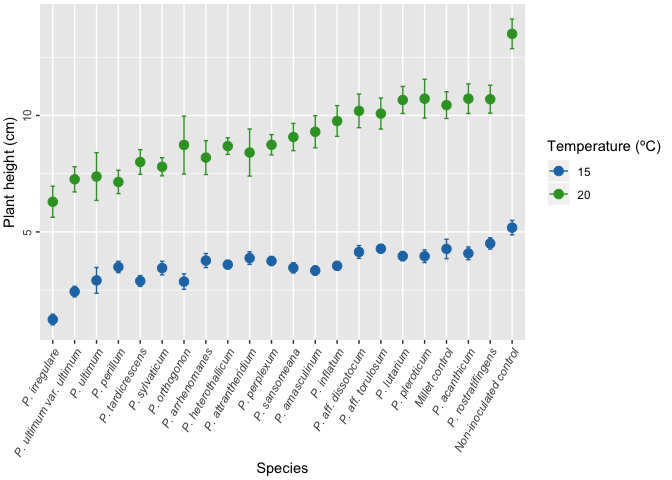 Plant height (cm)
10
5
P. irregulare
P. ultimum var. ultimum
P. ultimum
P. perillum
P. tardicrescens
P. sylvaticum
P. orthogonon
P. arrhenomanes
P. heterothallicum
P. attrantheridium
P. perplexum
P. sansomeana
P. amasculinum
P. inflatum
P. aff. dissotocum
P. aff. torulosum
P. lutarium
P. pleroticum
Millet control
P. acanthicum
P. rostratifingens
Non-inoculated control
Species
Temperature (ºC)
15
20